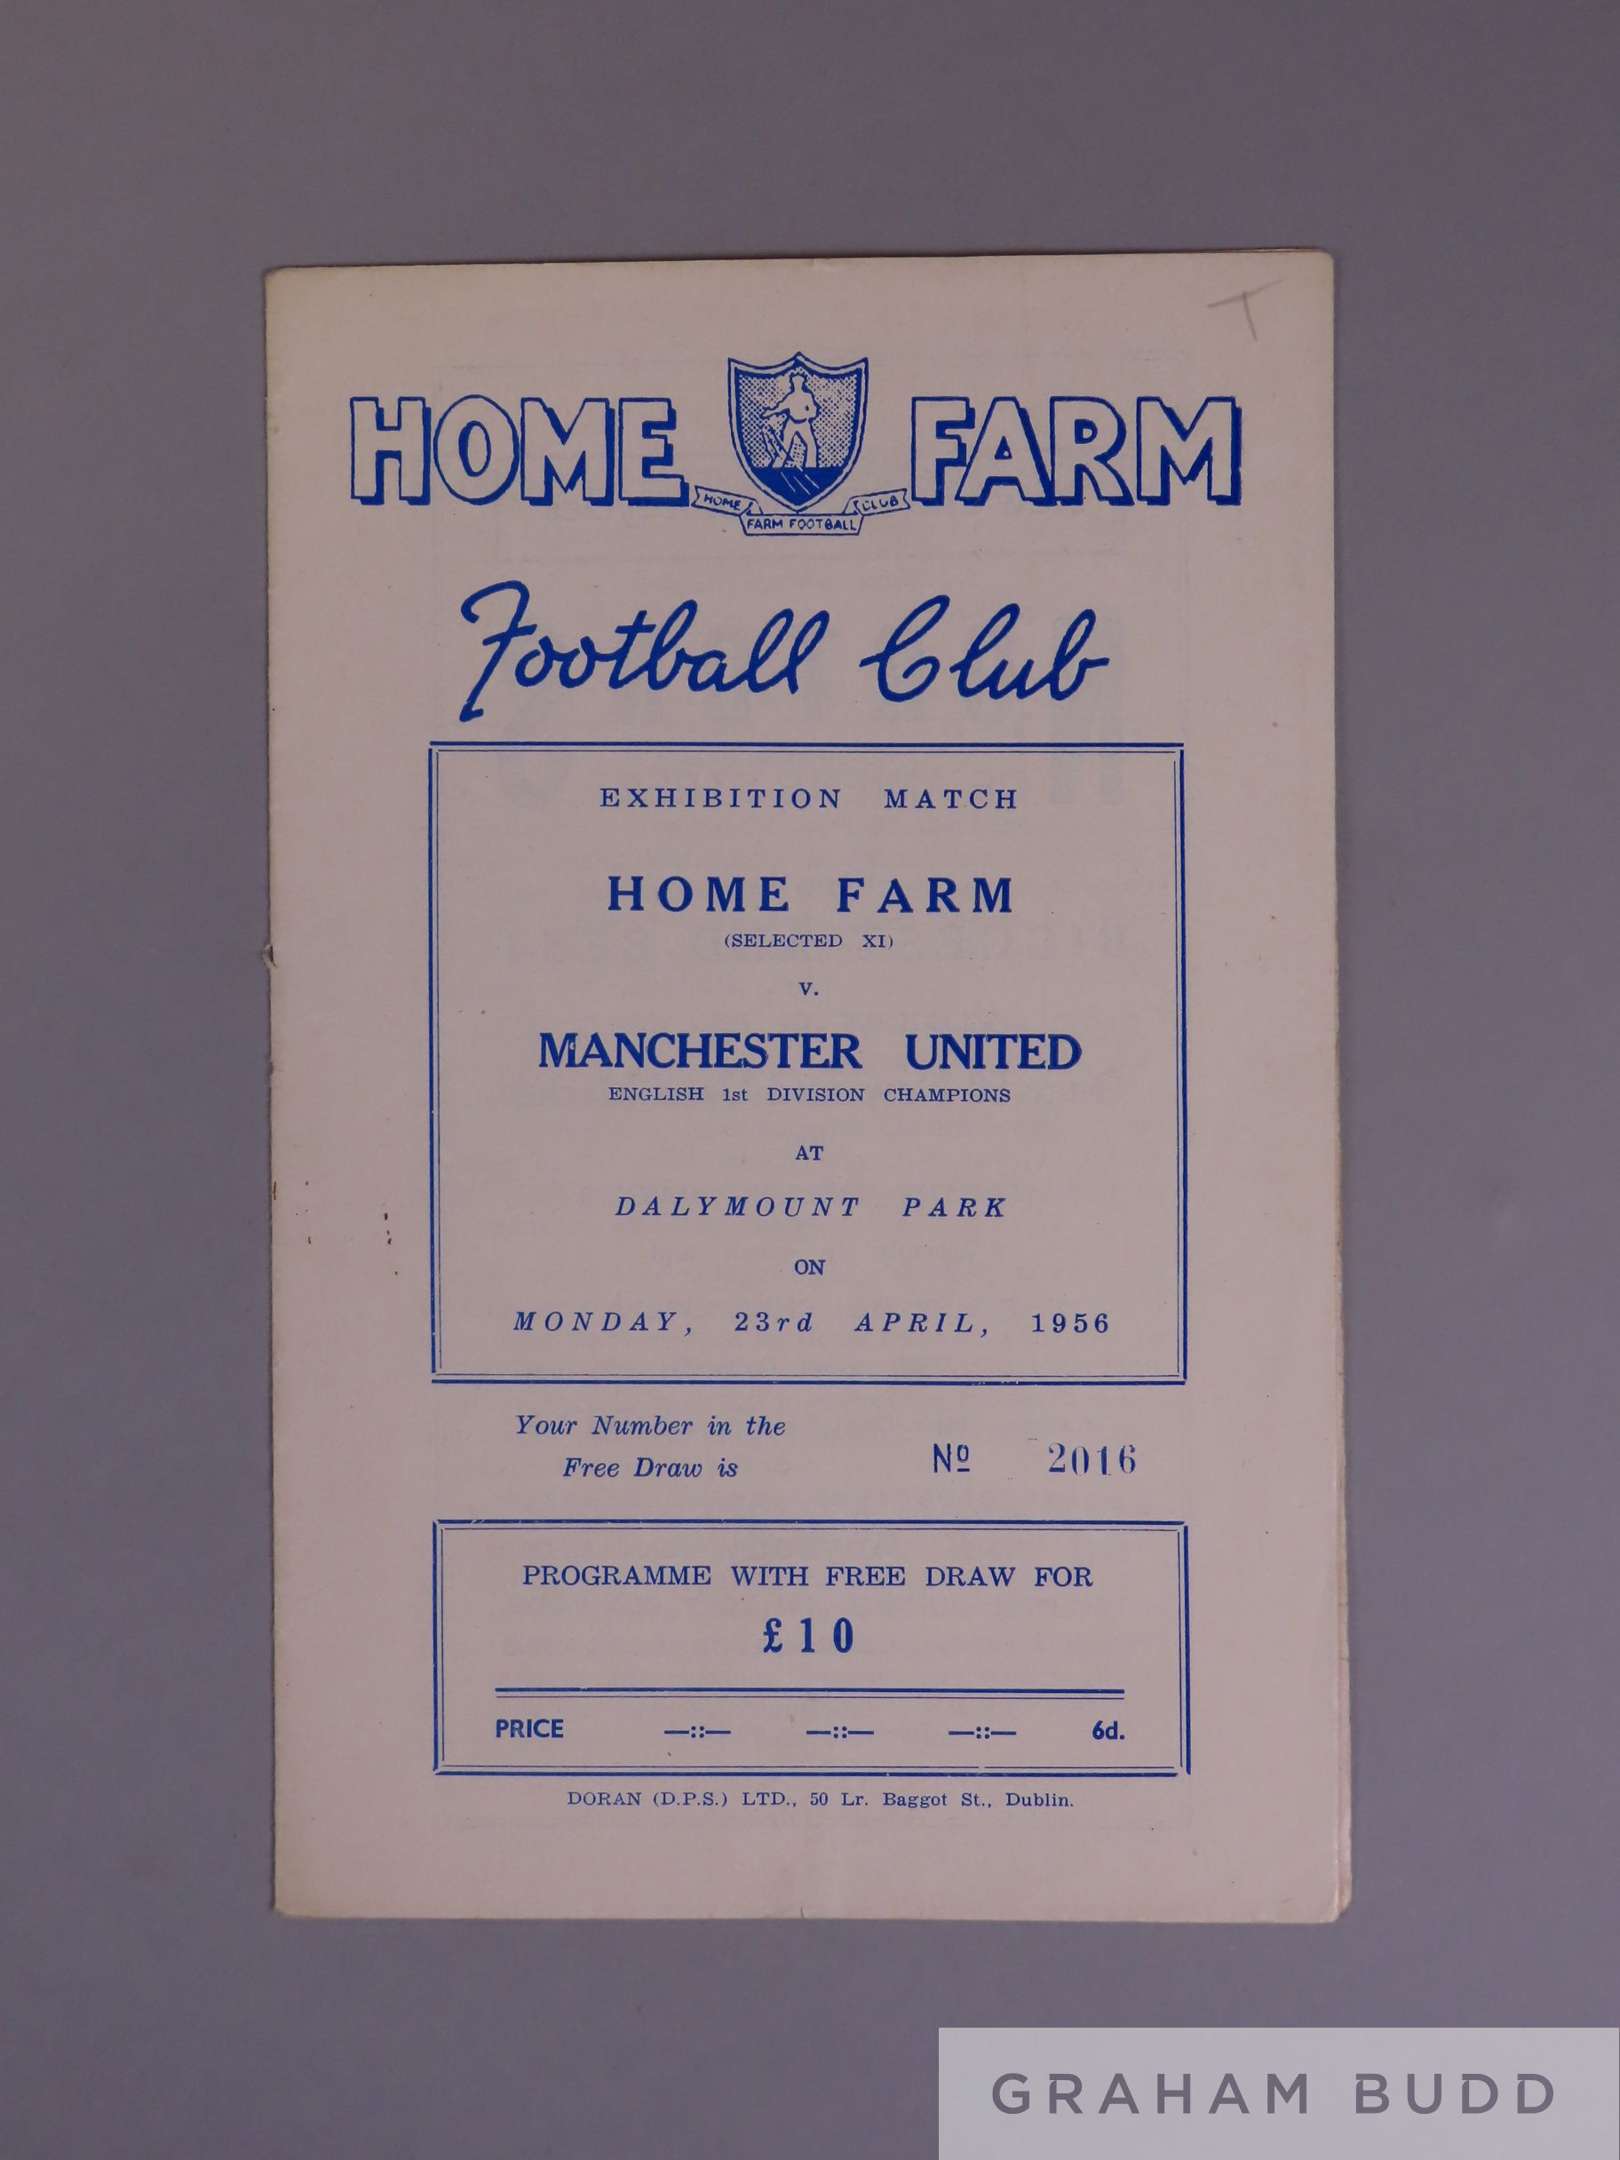 T
HOME FARM
HOME FARM FOOTBALL CLUB
Football Club
EXHIBITION MATCH
HOME FARM
(SELECTED XI)
v.
MANCHESTER UNITED
ENGLISH 1st DIVISION CHAMPIONS
AT
DALYMOUNT PARK
ON
MONDAY, 23rd APRIL, 1956
Your Number in the
Free Draw is Nº 2016
PROGRAMME WITH FREE DRAW FOR
£10
PRICE —::— —::— —::— 6d.
DORAN (D.P.S.) LTD., 50 Lr. Baggot St., Dublin.
GRAHAM BUDD